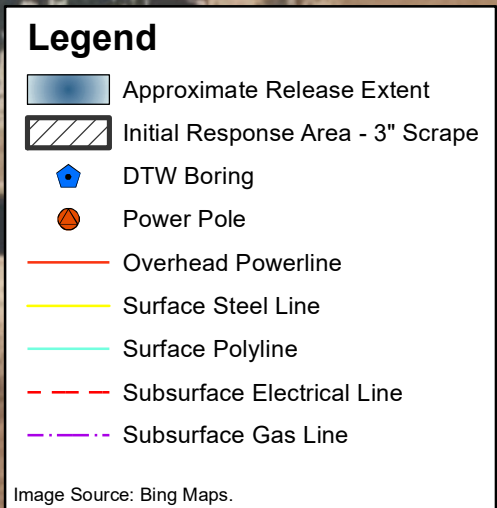 Legend
Approximate Release Extent
Initial Response Area - 3" Scrape
DTW Boring
Power Pole
Overhead Powerline
Surface Steel Line
Surface Polyline
Subsurface Electrical Line
Subsurface Gas Line
Image Source: Bing Maps.